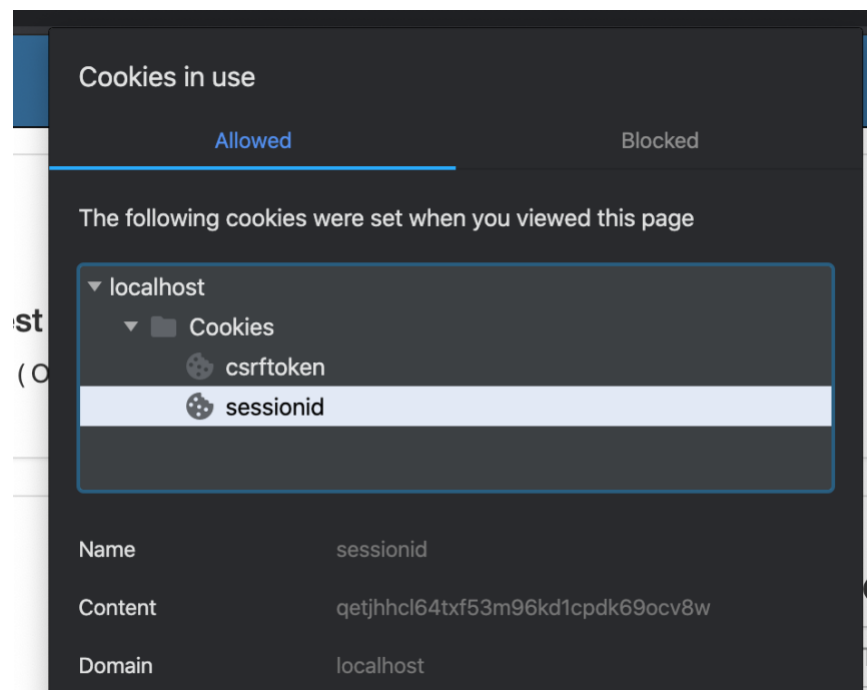 Cookies in use
Allowed Blocked
The following cookies were set when you viewed this page
localhost
st
Cookies
(O
csrftoken
sessionid
Name sessionid
Content qetjhhcl64txf53m96kd1cpdk69ocv8w
Domain localhost